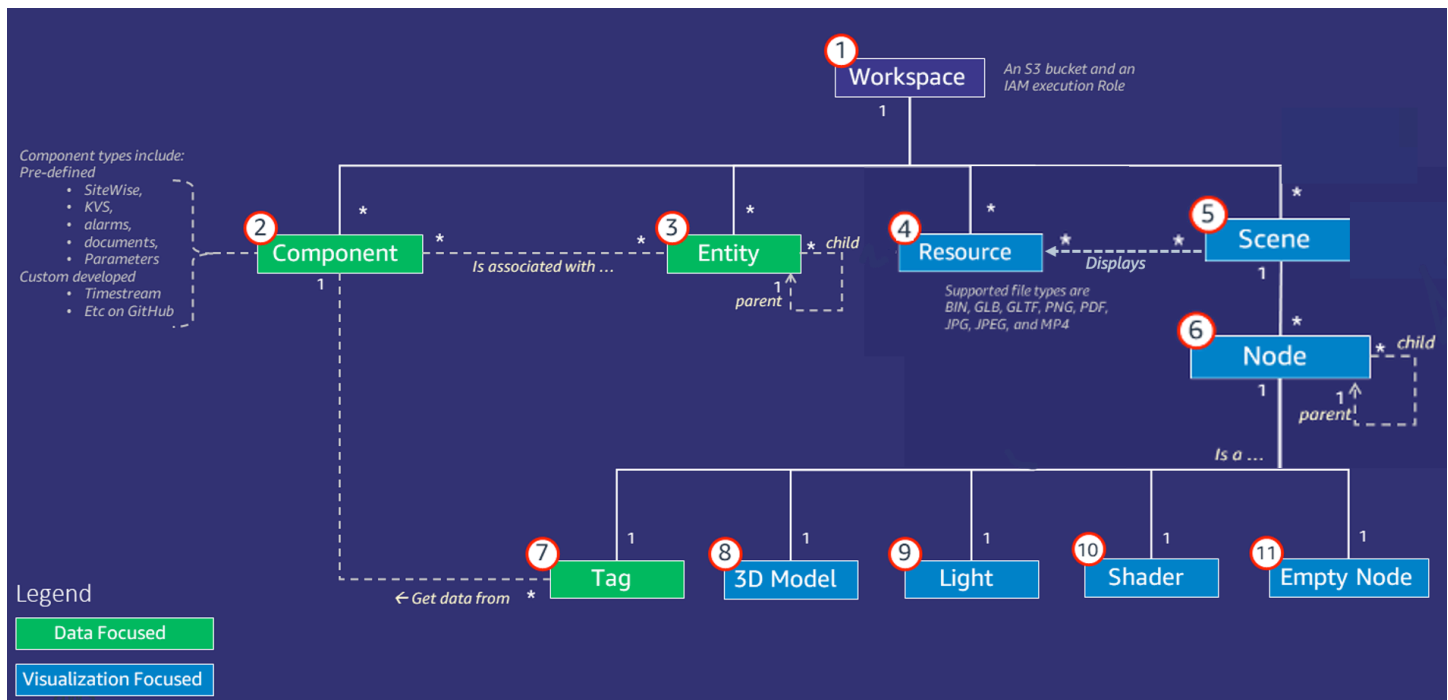 1
Workspace
An S3 bucket and an
IAM execution Role
1
Component types include:
Pre-defined
• SiteWise,
• KVS,
• alarms,
• documents,
• Parameters
Custom developed
• Timestream
• Etc on GitHub
*
*
*
*
2
Component
*
Is associated with ...
*
3
Entity
* child
1
parent
4
Resource
*
Displays
*
5
Scene
1
1
Supported file types are
BIN, GLB, GLTF, PNG, PDF,
JPG, JPEG, and MP4
*
6
Node
* child
1
1
parent
Is a ...
1
1
1
1
1
7
Tag
8
3D Model
9
Light
10
Shader
11
Empty Node
← Get data from *
Legend
Data Focused
Visualization Focused